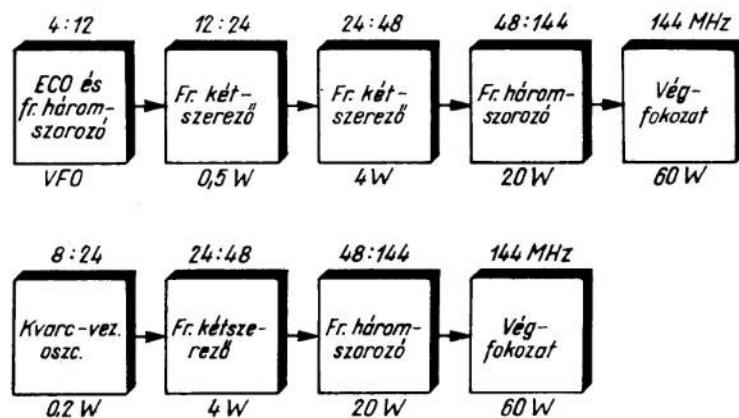 4:12
12:24
24:48
48:144
144 MHz
ECO és
fr. három-
szorozó
Fr. két-
szerező
Fr. két-
szerező
Fr. három-
szorozó
Vég-
fokozat
VFO
0,5 W
4 W
20 W
60 W
8:24
24:48
48:144
144 MHz
Kvarc-vez.
oszc.
Fr. kétsze-
rező
Fr. három-
szorozó
Vég-
fokozat
0,2 W
4 W
20 W
60 W